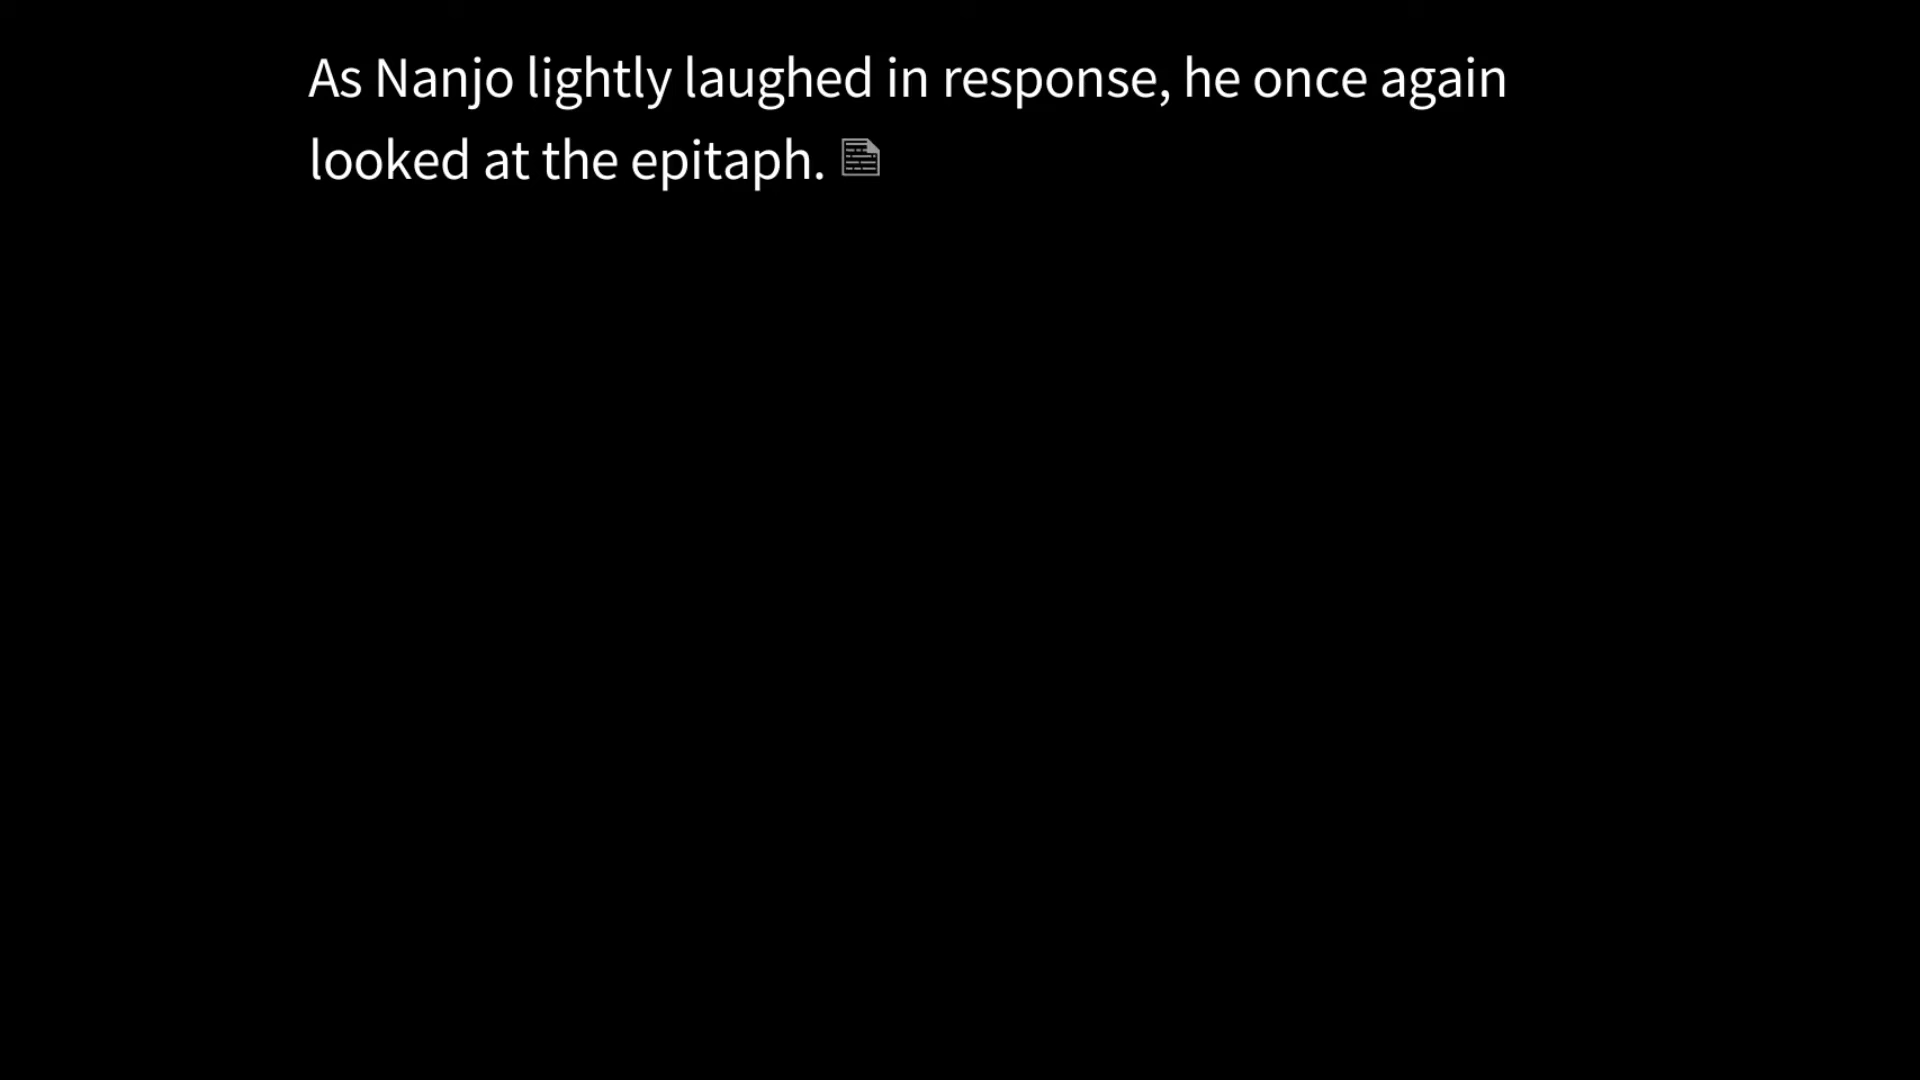 As Nanjo lightly laughed in response, he once again
looked at the epitaph.